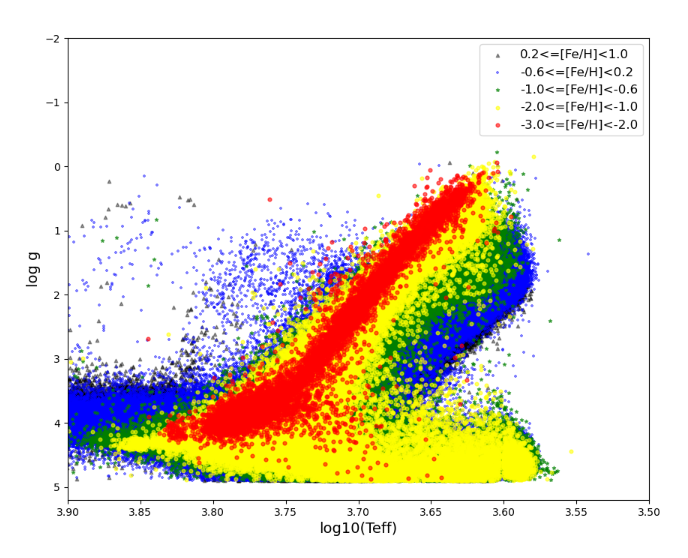 −2
−1
0
1
2
3
4
5
log g
0.2<=[Fe/H]<1.0
-0.6<=[Fe/H]<0.2
-1.0<=[Fe/H]<-0.6
-2.0<=[Fe/H]<-1.0
-3.0<=[Fe/H]<-2.0
3.90 3.85 3.80 3.75 3.70 3.65 3.60 3.55 3.50
log10(Teff)